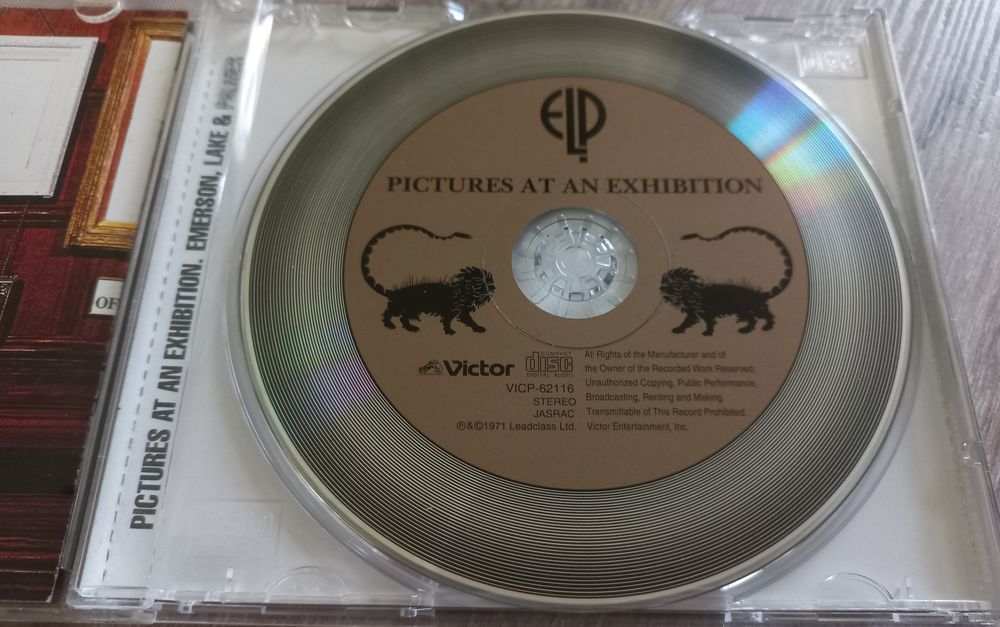 PICTURES AT AN EXHIBITION. EMERSON, LAKE & PALMER
OF
ELP
PICTURES AT AN EXHIBITION
Victor
COMPACT
disc
DIGITAL AUDIO
VICP-62116
STEREO
JASRAC
℗&©1971 Leadclass Ltd.
All Rights of the Manufacturer and of
the Owner of the Recorded Work Reserved.
Unauthorized Copying, Public Performance,
Broadcasting, Renting and Making
Transmittable of This Record Prohibited.
Victor Entertainment, Inc.